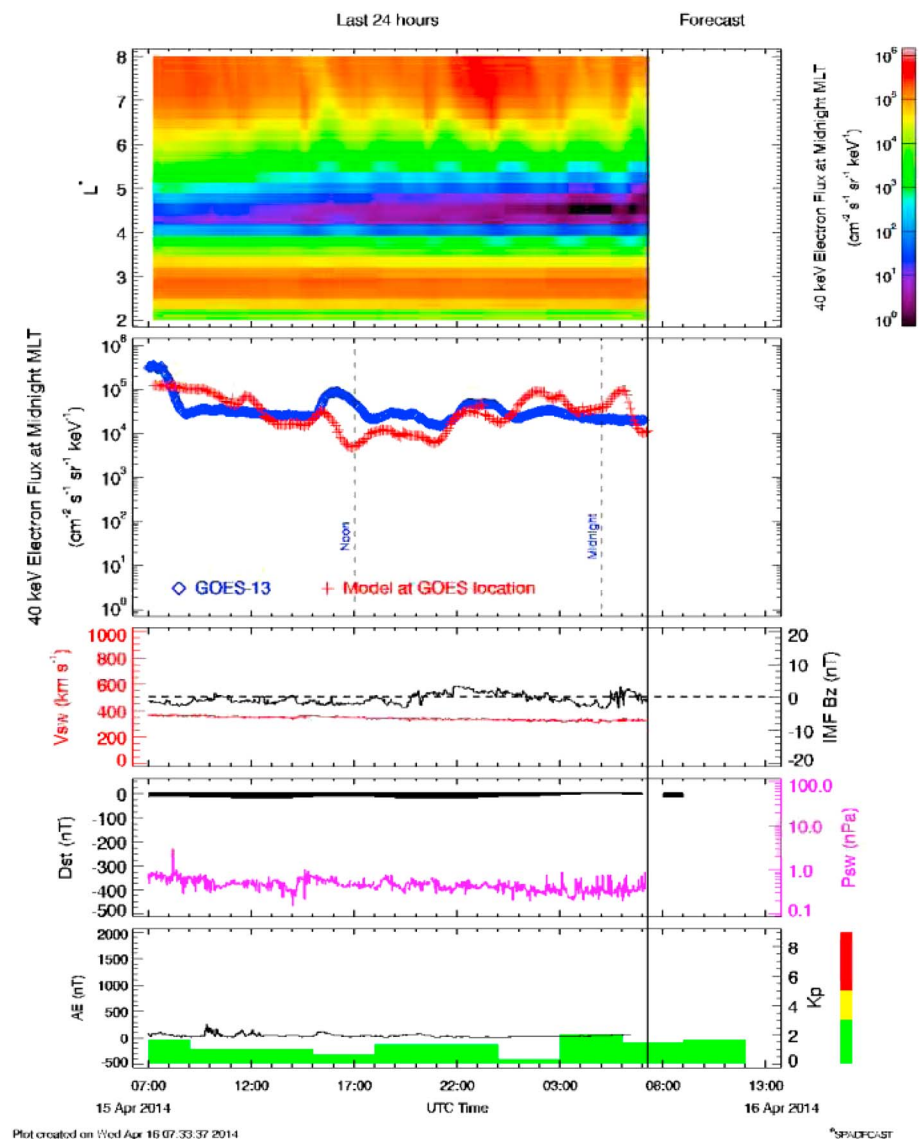 Last 24 hours Forecast
8
7
6
5
4
3
2
L*
40 keV Electron Flux at Midnight MLT
(cm⁻² s⁻¹ sr⁻¹ keV⁻¹)
10⁶
10⁵
10⁴
10³
10²
10¹
10⁰
40 keV Electron Flux at Midnight MLT
(cm⁻² s⁻¹ sr⁻¹ keV⁻¹)
10⁶
10⁵
10⁴
10³
10²
10¹
10⁰
Noon
Midnight
GOES-13 Model at GOES location
Vsw (km s⁻¹)
1000
800
600
400
200
0
20
10
0
-10
-20
IMF Bz (nT)
Dst (nT)
0
-100
-200
-300
-400
-500
100.0
10.0
1.0
0.1
Psw (nPa)
AE (nT)
2000
1500
1000
500
0
-500
8
6
4
2
0
Kp
07:00 12:00 17:00 22:00 03:00 08:00 13:00
15 Apr 2014 UTC Time 16 Apr 2014
Plot created on Wed Apr 16 07:33:37 2014
SPACECAST